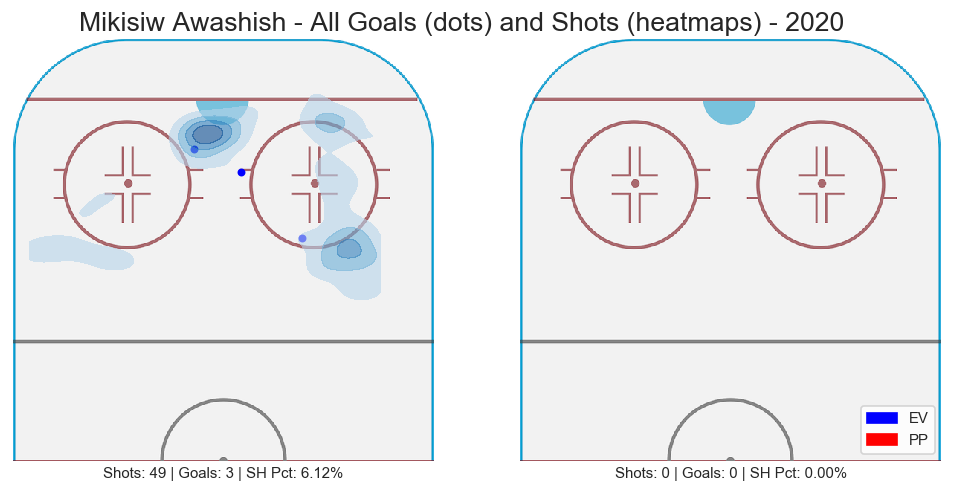 Mikisiw Awashish - All Goals (dots) and Shots (heatmaps) - 2020
EV
PP
Shots: 49 | Goals: 3 | SH Pct: 6.12%
Shots: 0 | Goals: 0 | SH Pct: 0.00%